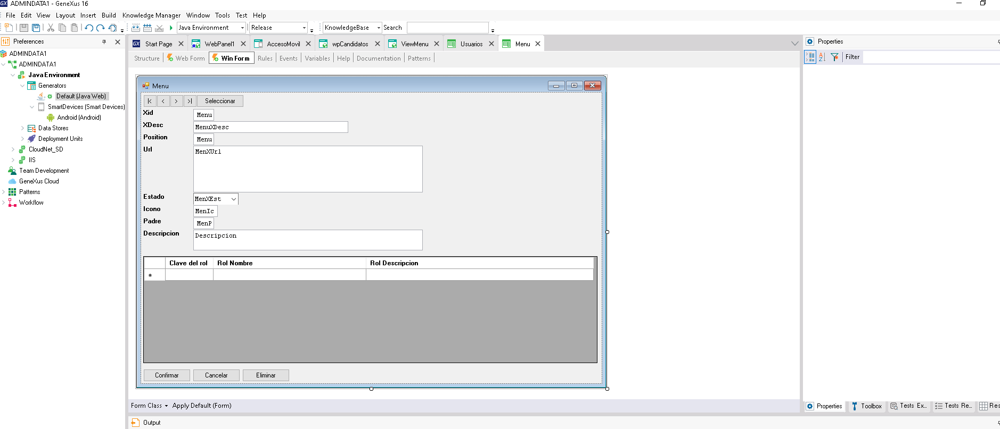 ADMINDATA1 - GeneXus 16
File Edit View Layout Insert Build Knowledge Manager Window Tools Test Help
Java Environment Release KnowledgeBase Search
Preferences
ADMINDATA1
ADMINDATA1
Java Environment
Generators
Default (Java Web)
SmartDevices (Smart Devices)
Android (Android)
Data Stores
Deployment Units
CloudNet_SD
IIS
Team Development
GeneXus Cloud
Patterns
Workflow
GX Start Page WebPanel1 AccesoMovil wpCandidatos ViewMenu Usuarios Menu
Structure Web Form Win Form Rules Events Variables Help Documentation Patterns
Menu
Seleccionar
Xid Menu
XDesc MenuXDesc
Position Menu
Url MenXUrl
Estado MenXEst
Icono MenIc
Padre MenP
Descripcion Descripcion
Clave del rol Rol Nombre Rol Descripcion
Confirmar Cancelar Eliminar
Form Class Apply Default (Form)
Output
Properties
Filter
Properties Toolbox Tests Ex... Tests Re... Res